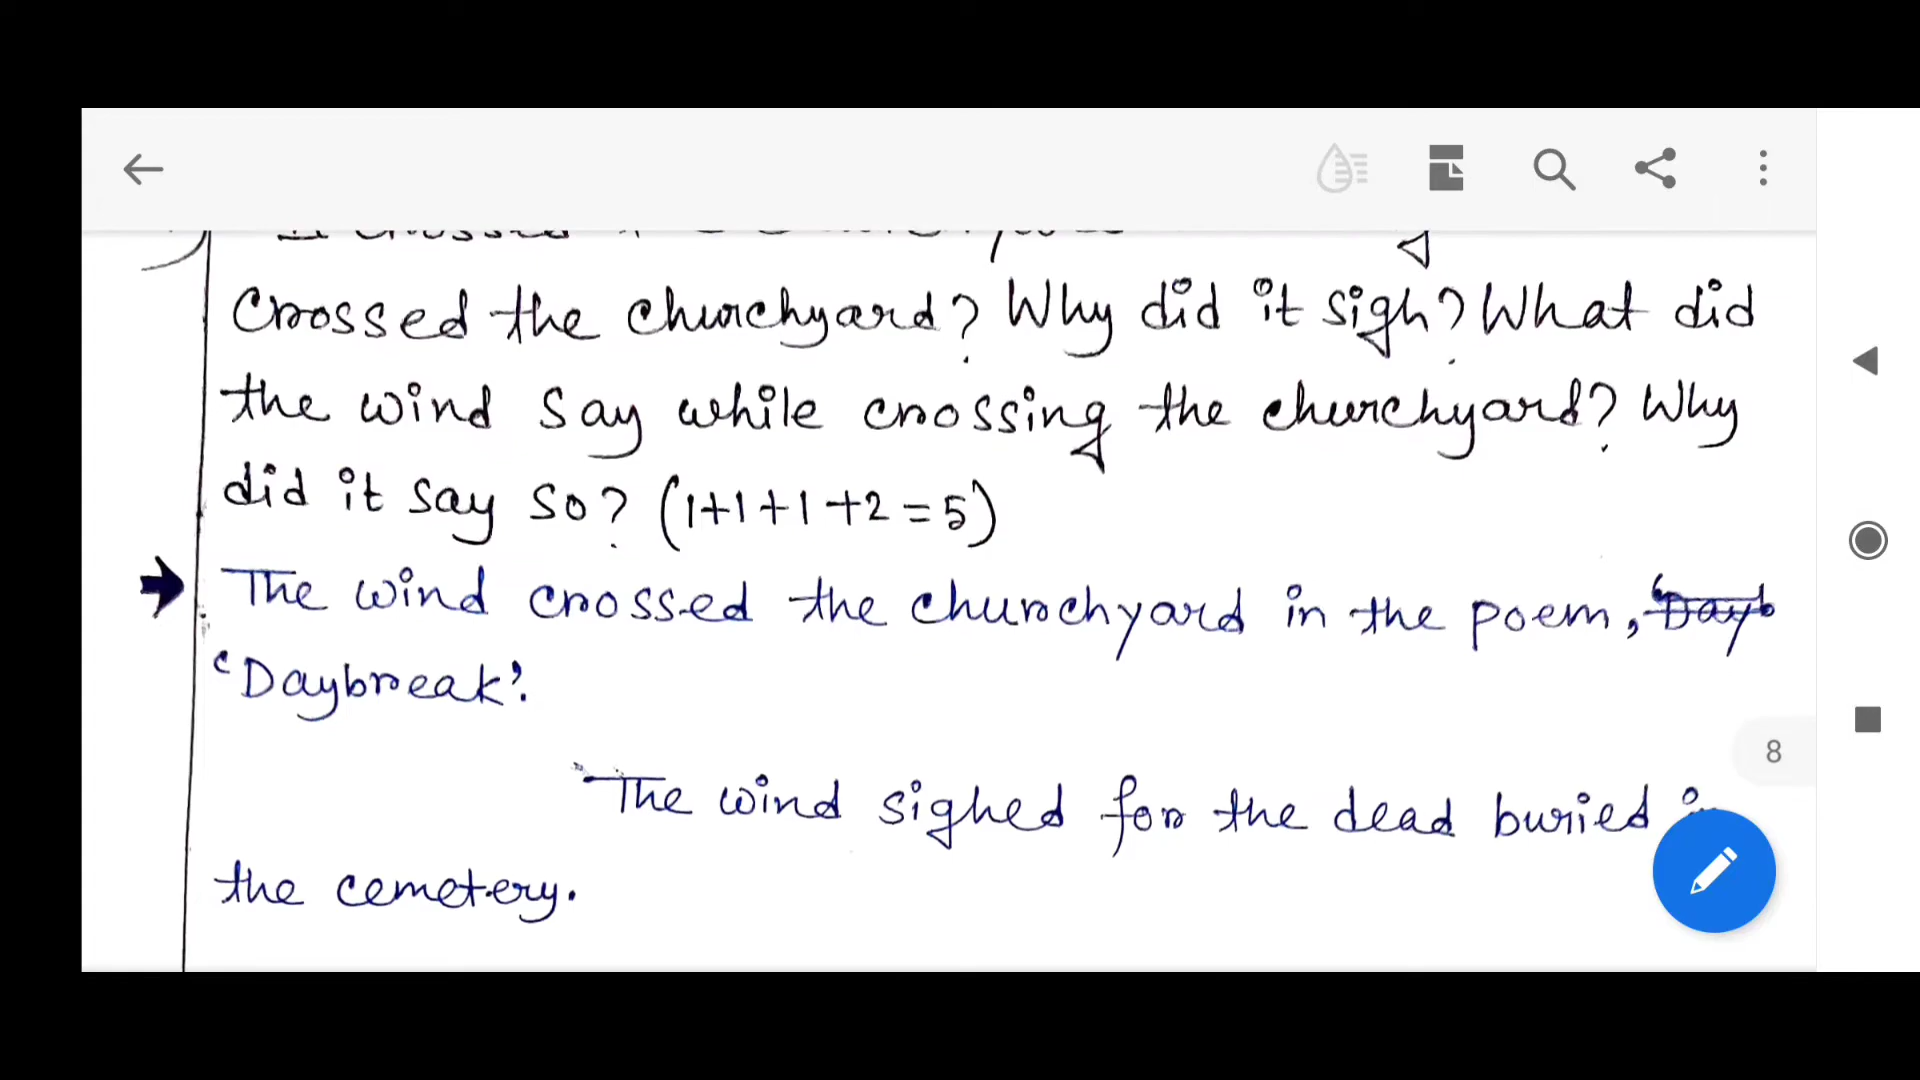 crossed the churchyard? Why did it sigh? What did
the wind say while crossing the churchyard? Why
did it say so? (1+1+1+2=5)
The wind crossed the churchyard in the poem, 'Dayb
'Daybreak'.
The wind sighed for the dead buried in
the cemetery.
8